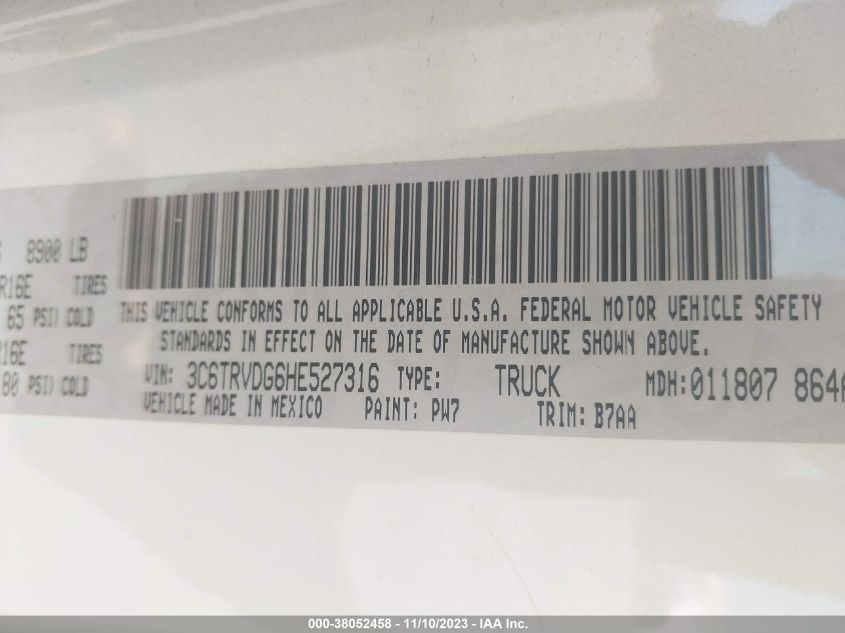 8900 LB
R16E TIRES
65 PSI) COLD
R16E TIRES
80 PSI) COLD
THIS VEHICLE CONFORMS TO ALL APPLICABLE U.S.A. FEDERAL MOTOR VEHICLE SAFETY
STANDARDS IN EFFECT ON THE DATE OF MANUFACTURE SHOWN ABOVE.
VIN: 3C6TRVDG6HE527316 TYPE: TRUCK MDH:011807 864
VEHICLE MADE IN MEXICO PAINT: PW7 TRIM: B7AA
000-38052458 - 11/10/2023 - IAA Inc.